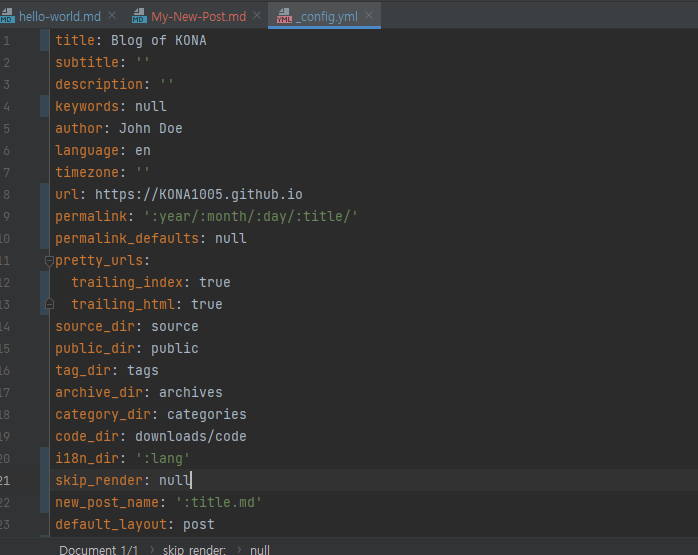 hello-world.md
My-New-Post.md
_config.yml
1 title: Blog of KONA
2 subtitle: ''
3 description: ''
4 keywords: null
5 author: John Doe
6 language: en
7 timezone: ''
8 url: https://KONA1005.github.io
9 permalink: ':year/:month/:day/:title/'
10 permalink_defaults: null
11 pretty_urls:
12 trailing_index: true
13 trailing_html: true
14 source_dir: source
15 public_dir: public
16 tag_dir: tags
17 archive_dir: archives
18 category_dir: categories
19 code_dir: downloads/code
20 i18n_dir: ':lang'
21 skip_render: null
22 new_post_name: ':title.md'
23 default_layout: post
Document 1/1 › skip_render: › null